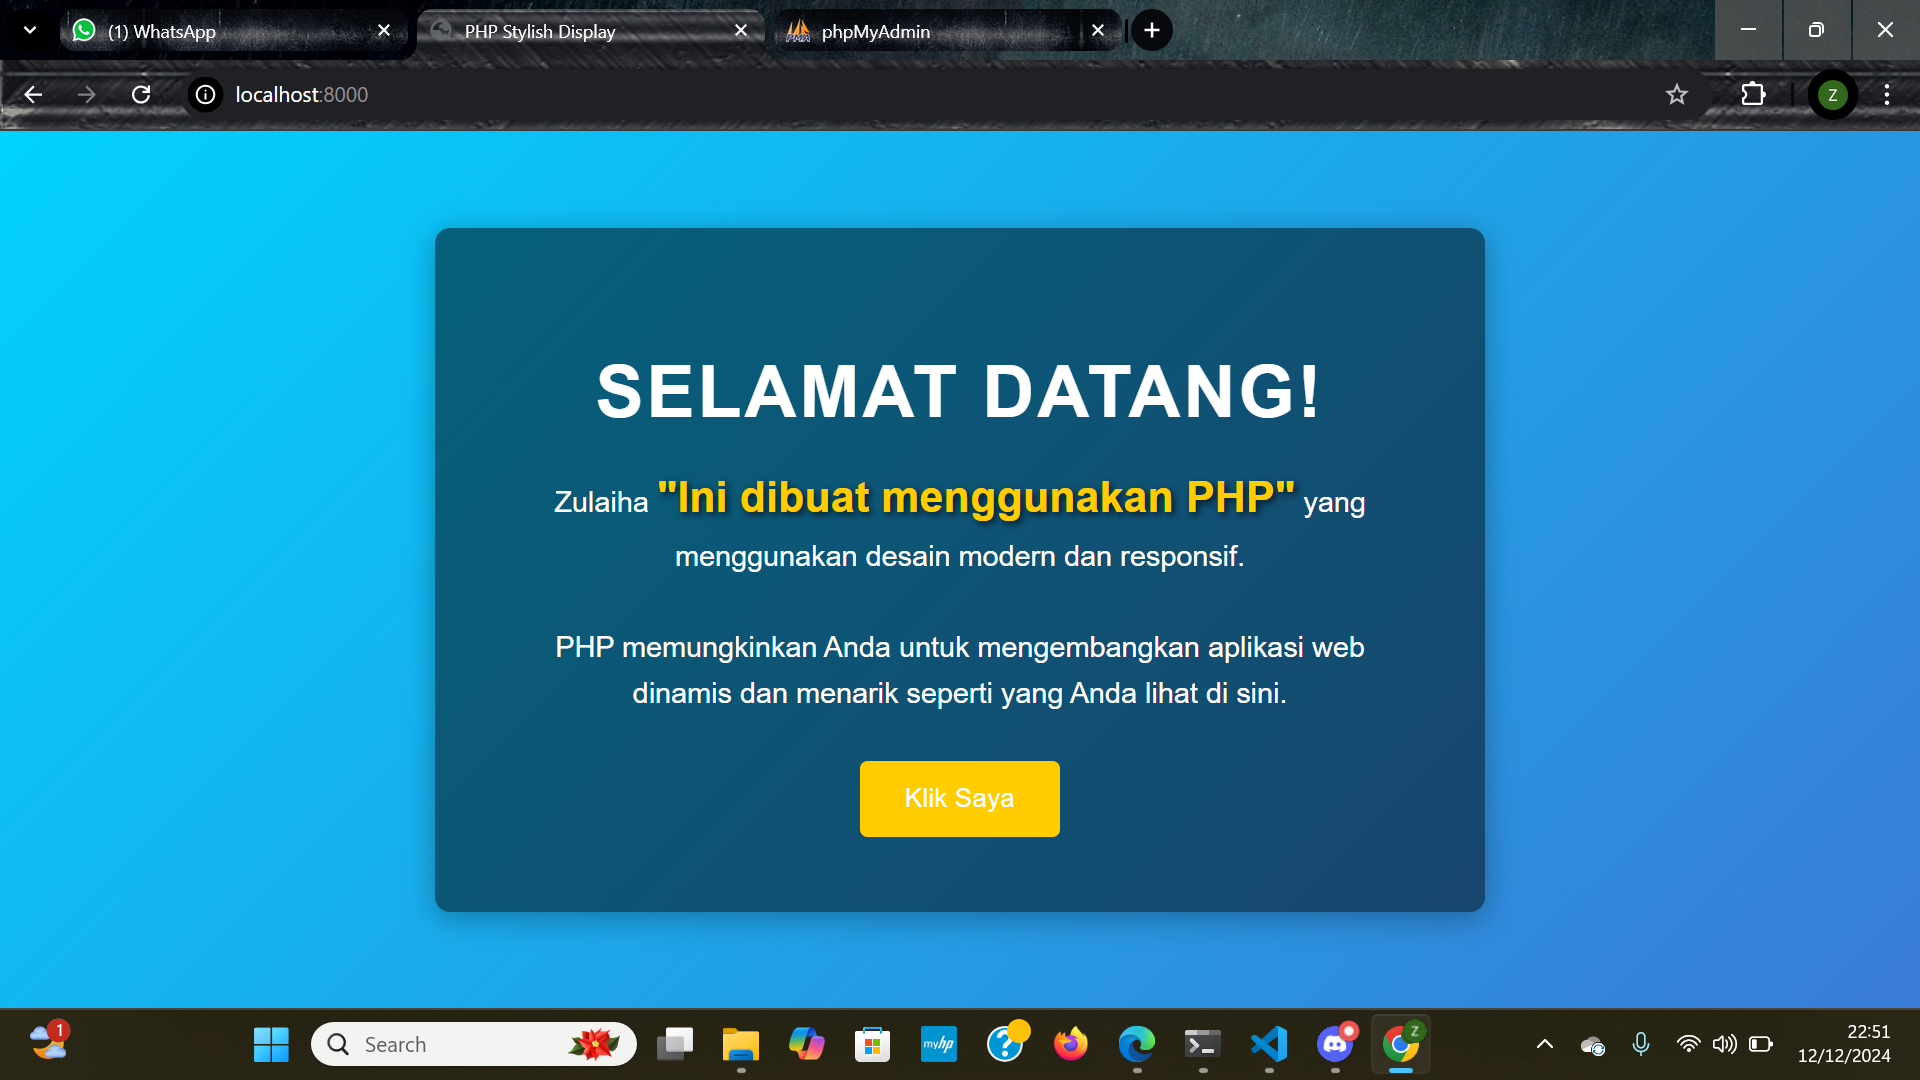 (1) WhatsApp
PHP Stylish Display
phpMyAdmin
localhost:8000
Z
SELAMAT DATANG!
Zulaiha "Ini dibuat menggunakan PHP" yang
menggunakan desain modern dan responsif.
PHP memungkinkan Anda untuk mengembangkan aplikasi web
dinamis dan menarik seperti yang Anda lihat di sini.
Klik Saya
1
Search
myhp
Z
22:51
12/12/2024